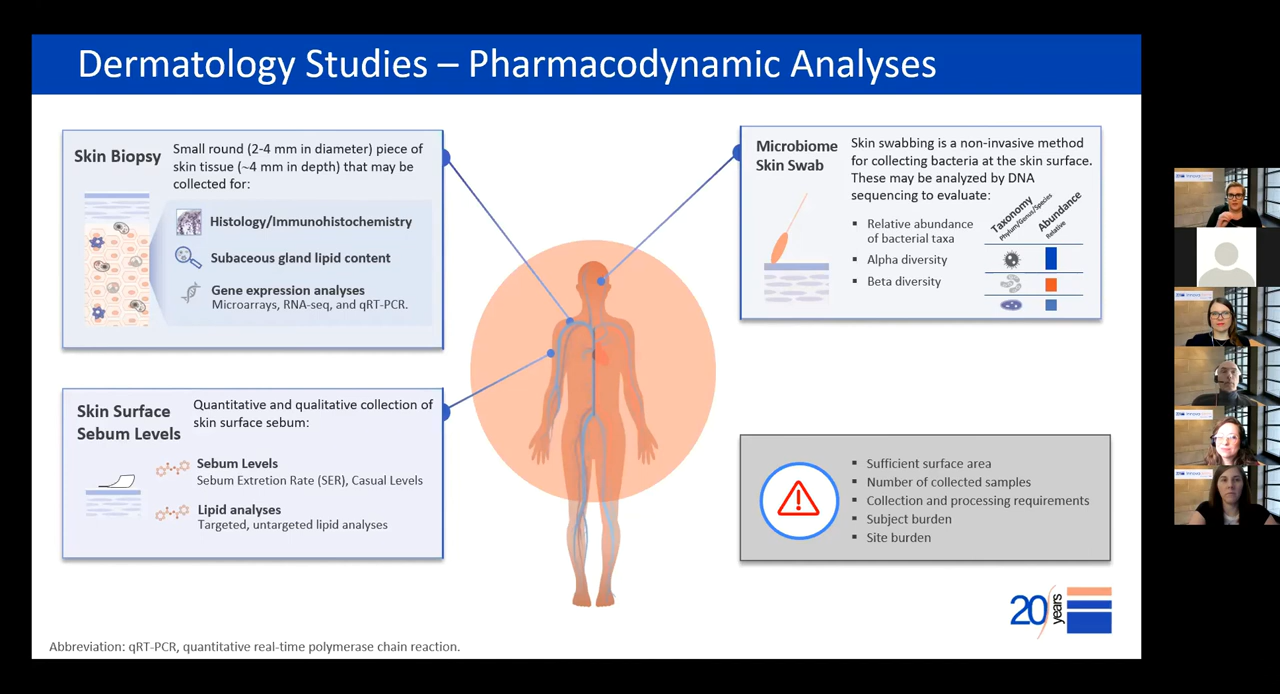 Dermatology Studies – Pharmacodynamic Analyses
Skin Biopsy
Small round (2-4 mm in diameter) piece of
skin tissue (~4 mm in depth) that may be
collected for:
Histology/Immunohistochemistry
Subaceous gland lipid content
Gene expression analyses
Microarrays, RNA-seq, and qRT-PCR.
Microbiome
Skin Swab
Skin swabbing is a non-invasive method
for collecting bacteria at the skin surface.
These may be analyzed by DNA
sequencing to evaluate:
▪ Relative abundance
of bacterial taxa
▪ Alpha diversity
▪ Beta diversity
Taxonomy
Phylum/Genus/Species
Abundance
Relative
Skin Surface
Sebum Levels
Quantitative and qualitative collection of
skin surface sebum:
Sebum Levels
Sebum Extretion Rate (SER), Casual Levels
Lipid analyses
Targeted, untargeted lipid analyses
▪ Sufficient surface area
▪ Number of collected samples
▪ Collection and processing requirements
▪ Subject burden
▪ Site burden
20 years
Abbreviation: qRT-PCR, quantitative real-time polymerase chain reaction.